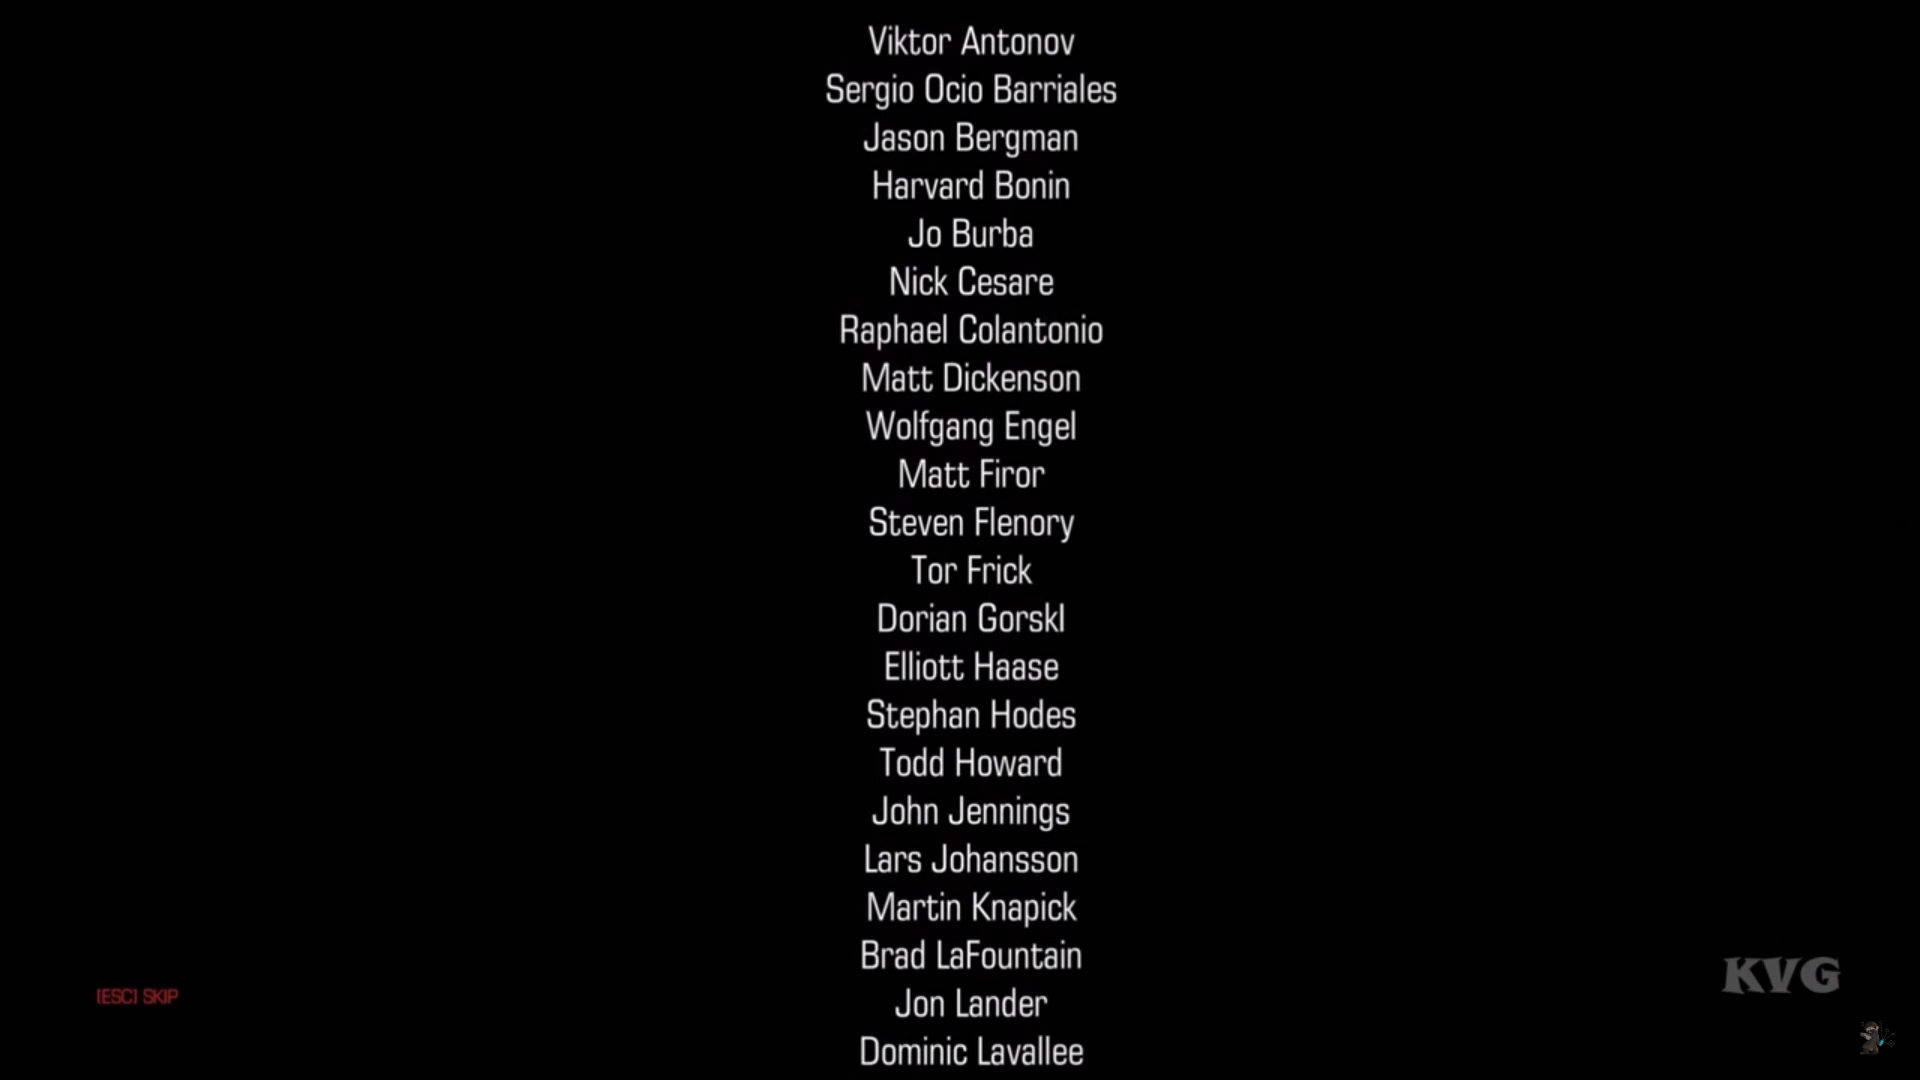 Viktor Antonov
Sergio Ocio Barriales
Jason Bergman
Harvard Bonin
Jo Burba
Nick Cesare
Raphael Colantonio
Matt Dickenson
Wolfgang Engel
Matt Firor
Steven Flenory
Tor Frick
Dorian Gorskl
Elliott Haase
Stephan Hodes
Todd Howard
John Jennings
Lars Johansson
Martin Knapick
Brad LaFountain
Jon Lander
Dominic Lavallee
[ESC] SKIP
KVG